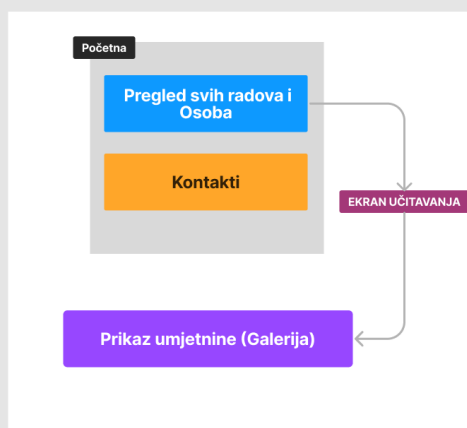 Početna
Pregled svih radova i
Osoba
Kontakti
EKRAN UČITAVANJA
Prikaz umjetnine (Galerija)